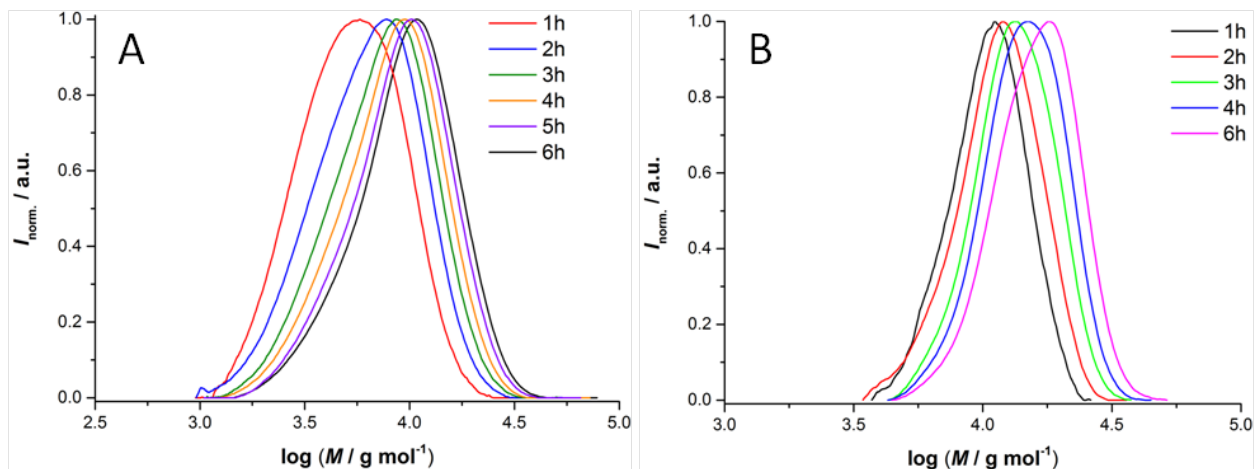 A
1h
2h
3h
4h
5h
6h
I norm. / a.u.
1.0
0.8
0.6
0.4
0.2
0.0
2.5 3.0 3.5 4.0 4.5 5.0
log (M / g mol⁻¹)
B
1h
2h
3h
4h
6h
I norm. / a.u.
1.0
0.8
0.6
0.4
0.2
0.0
3.0 3.5 4.0 4.5 5.0
log (M / g mol⁻¹)